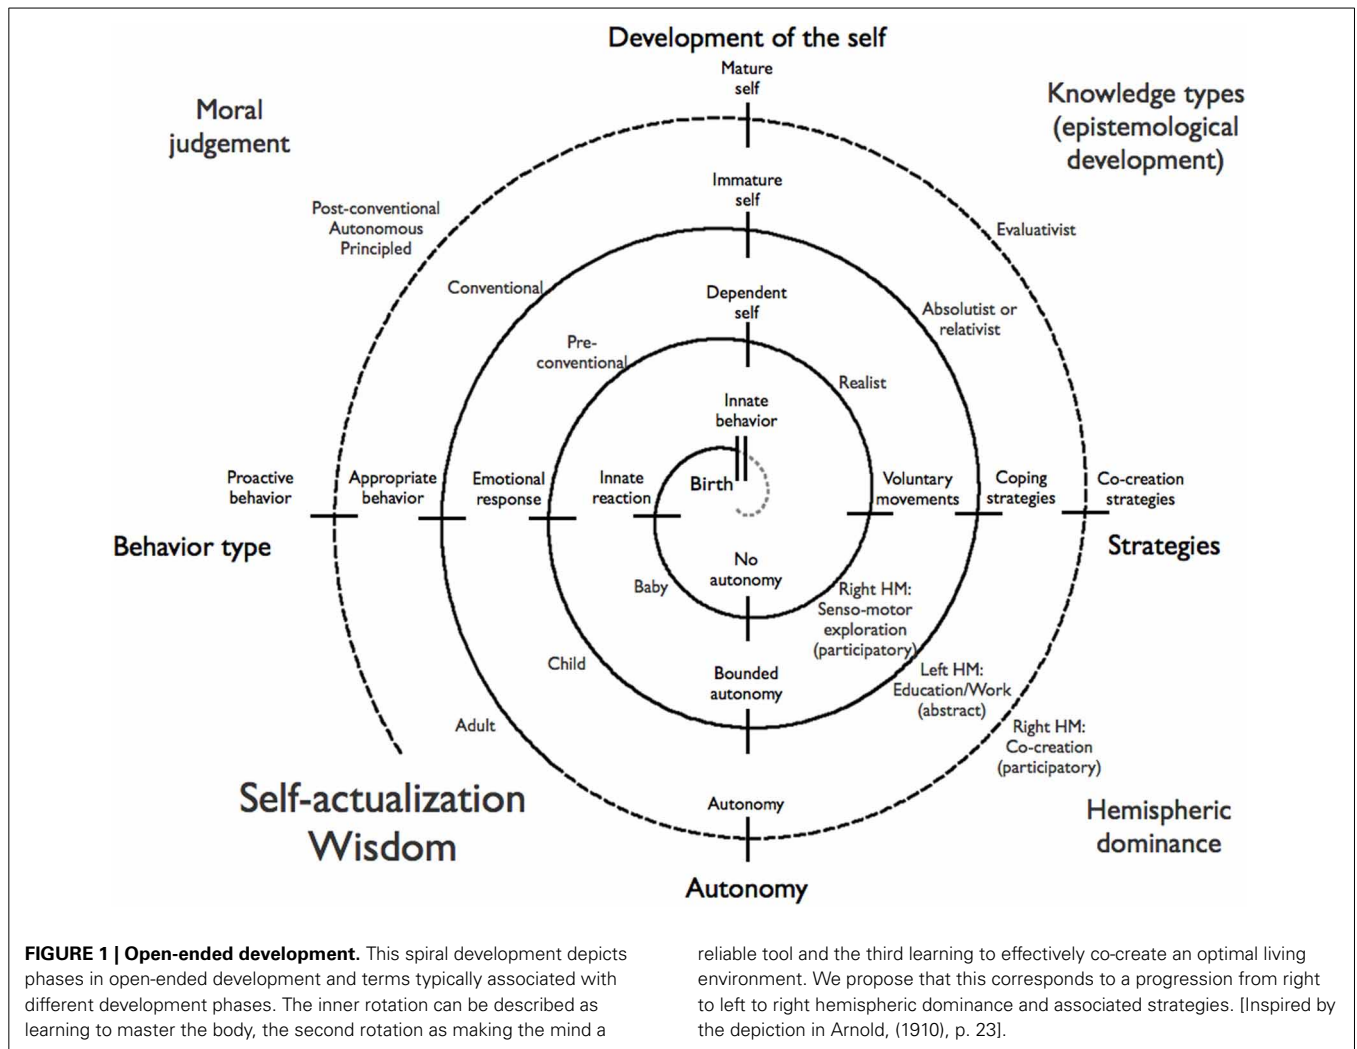 Development of the self
Mature
self
Moral
judgement
Knowledge types
(epistemological
development)
Immature
self
Post-conventional
Autonomous
Principled
Evaluativist
Conventional
Dependent
self
Absolutist or
relativist
Pre-
conventional
Realist
Innate
behavior
Proactive
behavior
Appropriate
behavior
Emotional
response
Innate
reaction
Birth
Voluntary
movements
Coping
strategies
Co-creation
strategies
Behavior type
Strategies
No
autonomy
Baby
Right HM:
Senso-motor
exploration
(participatory)
Child
Bounded
autonomy
Left HM:
Education/Work
(abstract)
Adult
Right HM:
Co-creation
(participatory)
Self-actualization
Wisdom
Autonomy
Hemispheric
dominance
Autonomy
FIGURE 1 | Open-ended development. This spiral development depicts
phases in open-ended development and terms typically associated with
different development phases. The inner rotation can be described as
learning to master the body, the second rotation as making the mind a
reliable tool and the third learning to effectively co-create an optimal living
environment. We propose that this corresponds to a progression from right
to left to right hemispheric dominance and associated strategies. [Inspired by
the depiction in Arnold, (1910), p. 23].